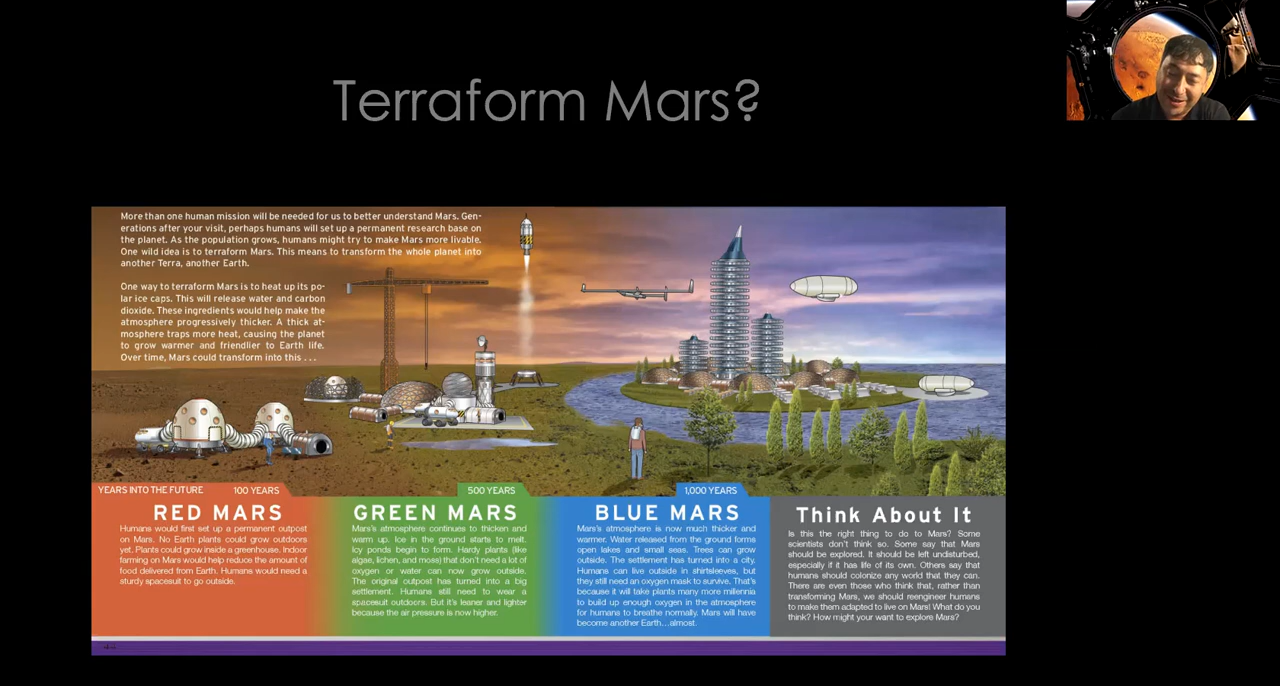 Terraform Mars?
More than one human mission will be needed for us to better understand Mars. Gen-
erations after your visit, perhaps humans will set up a permanent research base on
the planet. As the population grows, humans might try to make Mars more livable.
One wild idea is to terraform Mars. This means to transform the whole planet into
another Terra, another Earth.
One way to terraform Mars is to heat up its po-
lar ice caps. This will release water and carbon
dioxide. These ingredients would help make the
atmosphere progressively thicker. A thick at-
mosphere traps more heat, causing the planet
to grow warmer and friendlier to Earth life.
Over time, Mars could transform into this . . .
YEARS INTO THE FUTURE 100 YEARS
RED MARS
Humans would first set up a permanent outpost
on Mars. No Earth plants could grow outdoors
yet. Plants could grow inside a greenhouse. Indoor
farming on Mars would help reduce the amount of
food delivered from Earth. Humans would need a
sturdy spacesuit to go outside.
500 YEARS
GREEN MARS
Mars's atmosphere continues to thicken and
warm up. Ice in the ground starts to melt.
Icy ponds begin to form. Hardy plants (like
algae, lichen, and moss) that don't need a lot of
oxygen or water can now grow outside.
The original outpost has turned into a big
settlement. Humans still need to wear a
spacesuit outdoors. But it's leaner and lighter
because the air pressure is now higher.
1,000 YEARS
BLUE MARS
Mars's atmosphere is now much thicker and
warmer. Water released from the ground forms
open lakes and small seas. Trees can grow
outside. The settlement has turned into a city.
Humans can live outside in shirtsleeves, but
they still need an oxygen mask to survive. That's
because it will take plants many more millennia
to build up enough oxygen in the atmosphere
for humans to breathe normally. Mars will have
become another Earth...almost.
Think About It
Is this the right thing to do to Mars? Some
scientists don't think so. Some say that Mars
should be explored. It should be left undisturbed,
especially if it has life of its own. Others say that
humans should colonize any world that they can.
There are even those who think that, rather than
transforming Mars, we should reengineer humans
to make them adapted to live on Mars! What do you
think? How might your want to explore Mars?